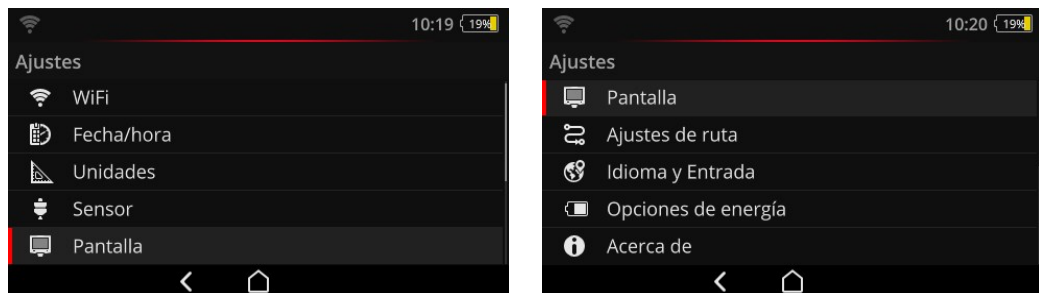 10:19 19%
Ajustes
WiFi
Fecha/hora
Unidades
Sensor
Pantalla
10:20 19%
Ajustes
Pantalla
Ajustes de ruta
Idioma y Entrada
Opciones de energía
Acerca de